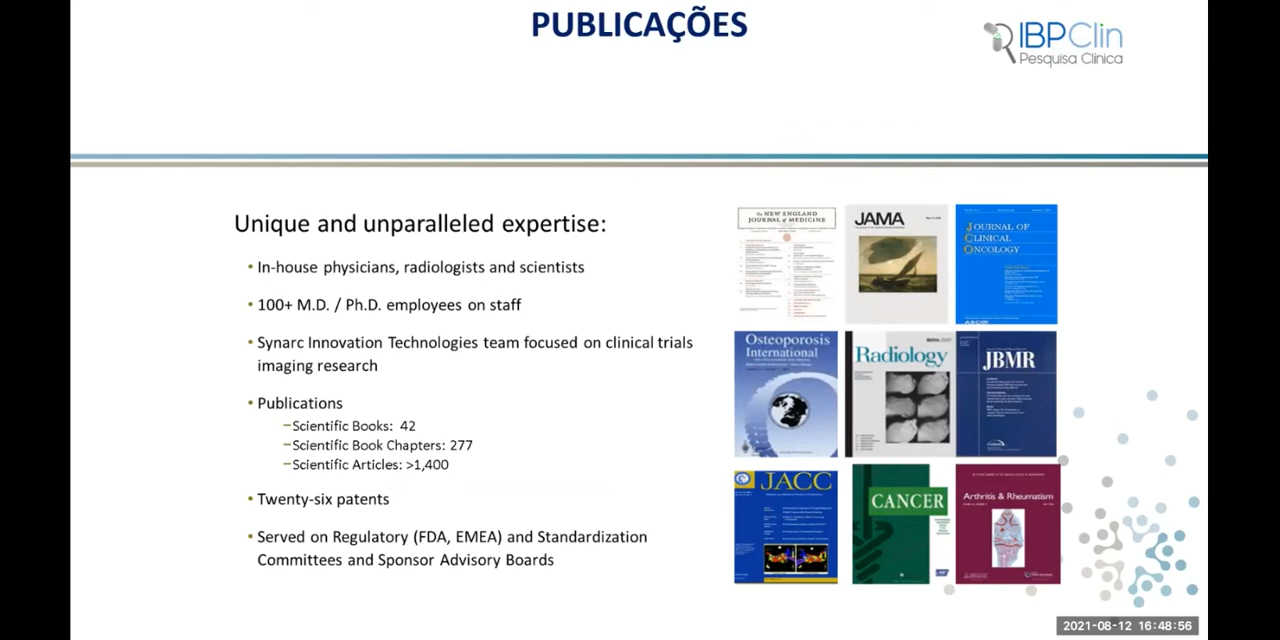 PUBLICAÇÕES
IBPClin
Pesquisa Clínica
Unique and unparalleled expertise:
• In-house physicians, radiologists and scientists
• 100+ M.D. / Ph.D. employees on staff
• Synarc Innovation Technologies team focused on clinical trials
imaging research
• Publications
–Scientific Books: 42
–Scientific Book Chapters: 277
–Scientific Articles: >1,400
• Twenty-six patents
• Served on Regulatory (FDA, EMEA) and Standardization
Committees and Sponsor Advisory Boards
The NEW ENGLAND
JOURNAL of MEDICINE
JAMA
JOURNAL OF
CLINICAL
ONCOLOGY
ASCO
Osteoporosis
International
Radiology
JBMR
JACC
CANCER
Arthritis & Rheumatism
2021-08-12 16:48:56